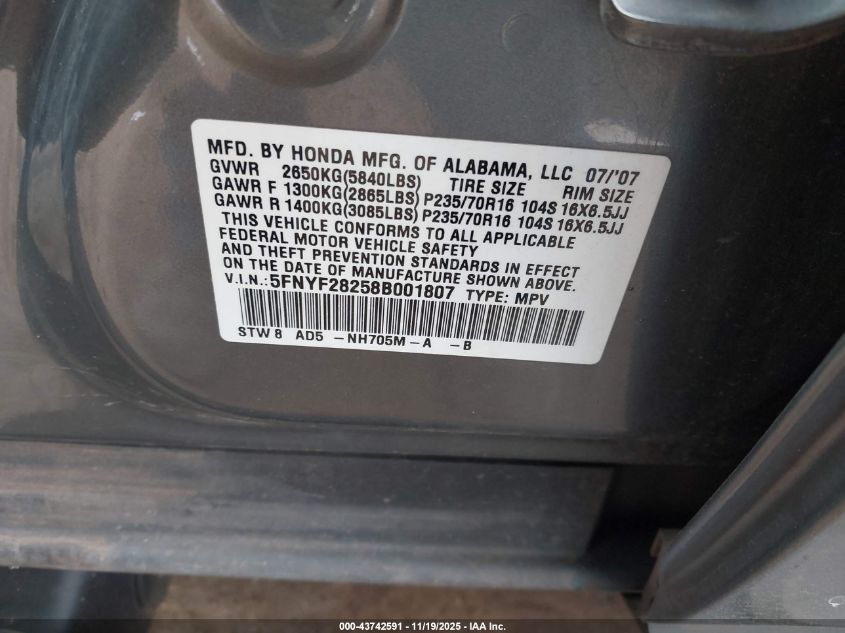 MFD. BY HONDA MFG. OF ALABAMA, LLC 07/'07
GVWR 2650KG(5840LBS) TIRE SIZE RIM SIZE
GAWR F 1300KG(2865LBS) P235/70R16 104S 16X6.5JJ
GAWR R 1400KG(3085LBS) P235/70R16 104S 16X6.5JJ
THIS VEHICLE CONFORMS TO ALL APPLICABLE
FEDERAL MOTOR VEHICLE SAFETY
AND THEFT PREVENTION STANDARDS IN EFFECT
ON THE DATE OF MANUFACTURE SHOWN ABOVE.
V.I.N.: 5FNYF28258B001807 TYPE: MPV
STW8 AD5 -NH705M-A -B
000-43742591 - 11/19/2025 - IAA Inc.